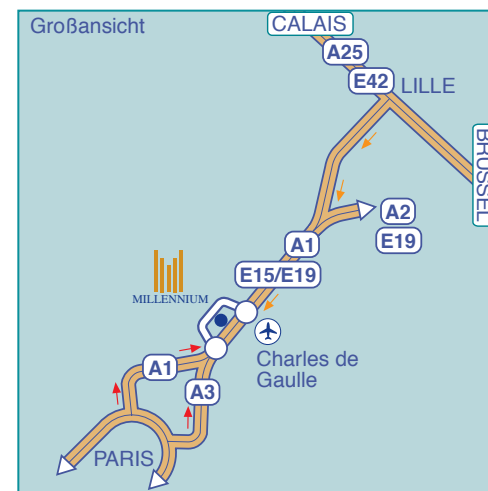 Großansicht
CALAIS
A25
E42
LILLE
BRÜSSEL
A2
E19
A1
E15/E19
MILLENNIUM
Charles de
Gaulle
A1
A3
PARIS